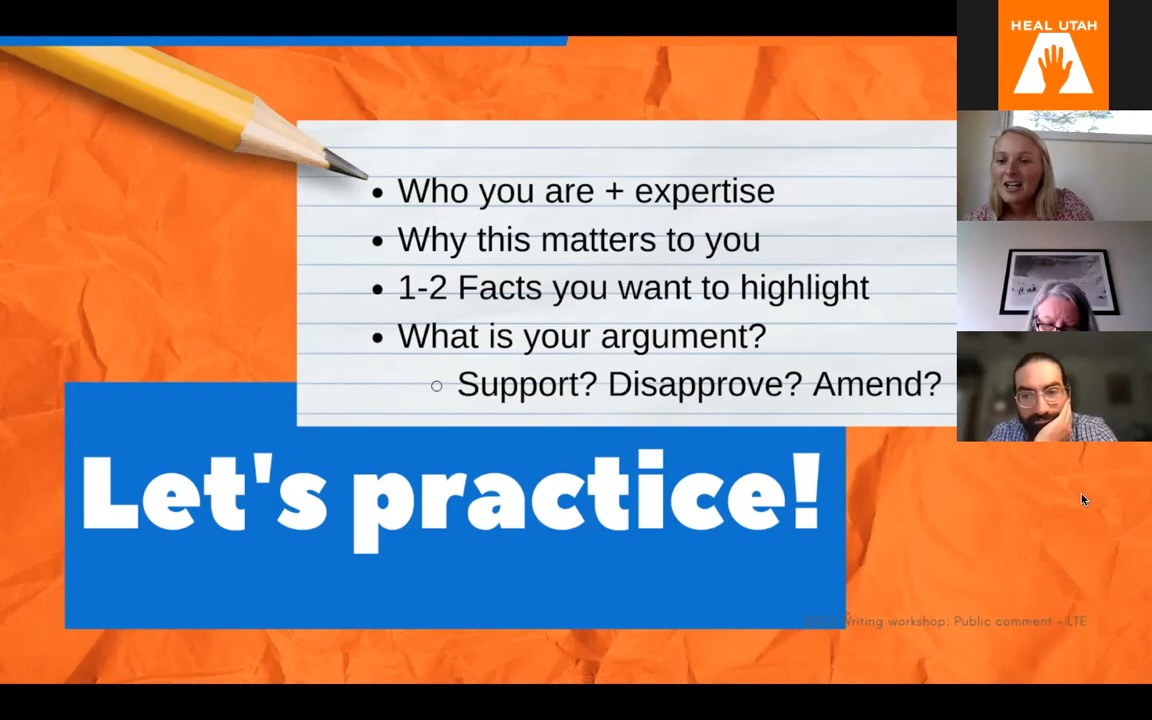 HEAL UTAH
Who you are + expertise
Why this matters to you
1-2 Facts you want to highlight
What is your argument?
Support? Disapprove? Amend?
Let's practice!
Writing workshop: Public comment + LTE